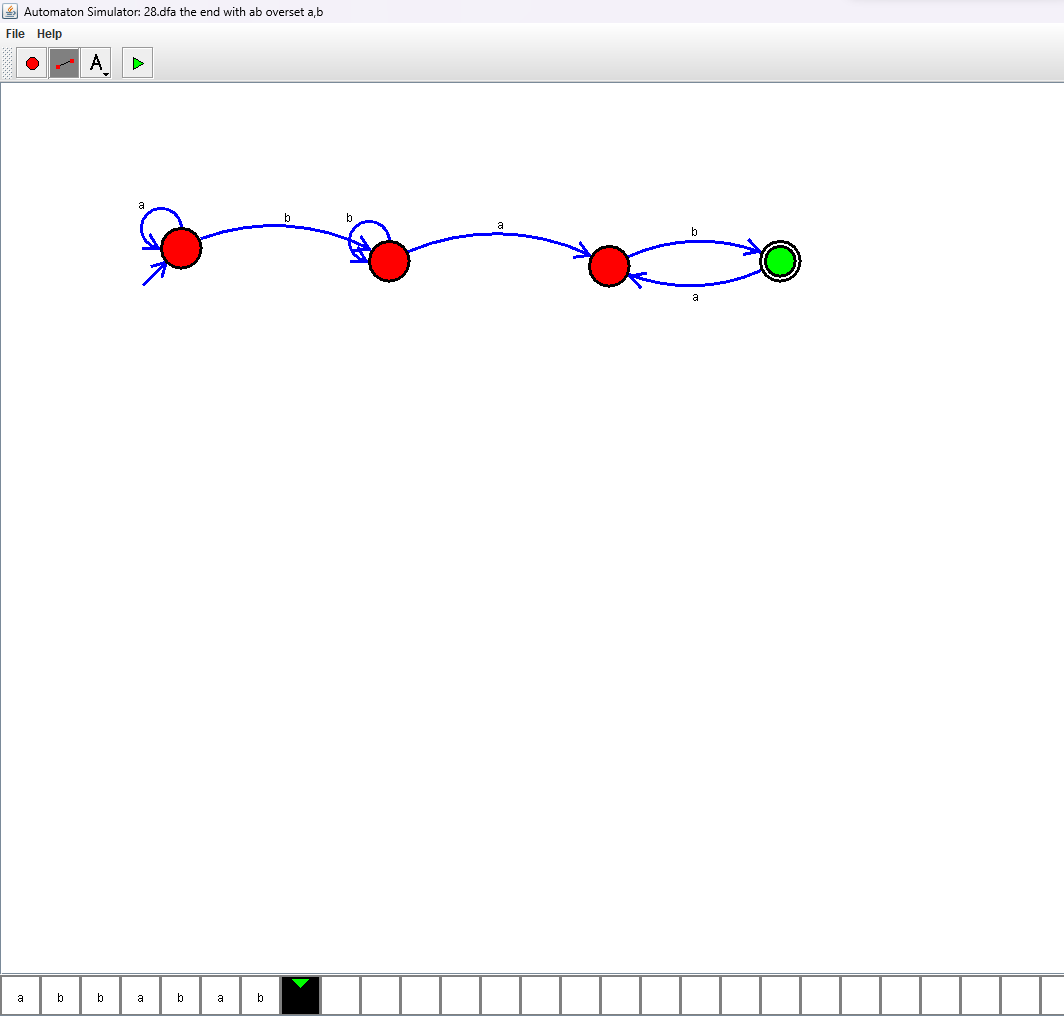 Automaton Simulator: 28.dfa the end with ab overset a,b
File Help
A
a b b a b
a
a b b a b a b